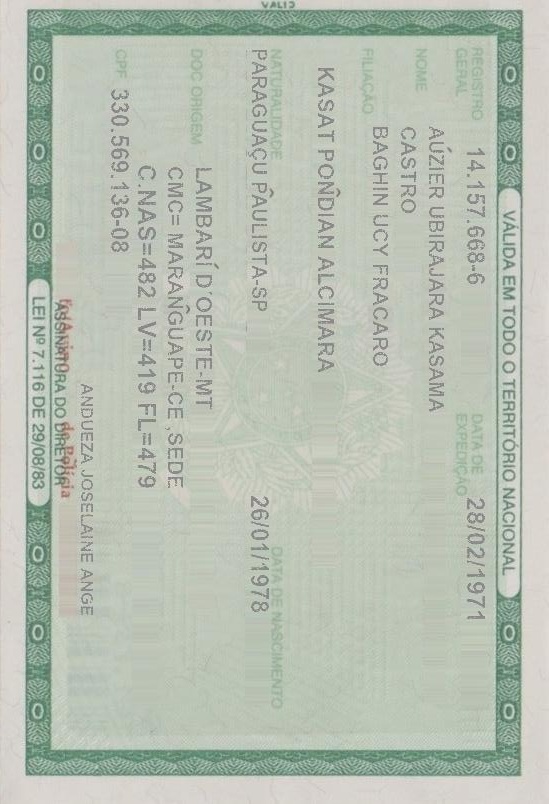 VÁLIDA EM TODO O TERRITÓRIO NACIONAL
REGISTRO GERAL 14.157.668-6 DATA DE EXPEDIÇÃO 28/02/1971
NOME AÚZIER UBIRAJARA KASAMA
CASTRO
FILIAÇÃO BAGHIN UCY FRACARO
KASAT PONDIAN ALCIMARA
NATURALIDADE DATA DE NASCIMENTO
PARAGUAÇU PAULISTA-SP 26/01/1978
DOC ORIGEM LAMBARÍ D'OESTE-MT
CMC= MARANGUAPE-CE ,SEDE
C.NAS=482 LV=419 FL=479
CPF 330.569.136-08
ANDUEZA JOSELAINE ANGE
ASSINATURA DO DIRETOR
de Polícia
LEI Nº 7.116 DE 29/08/83